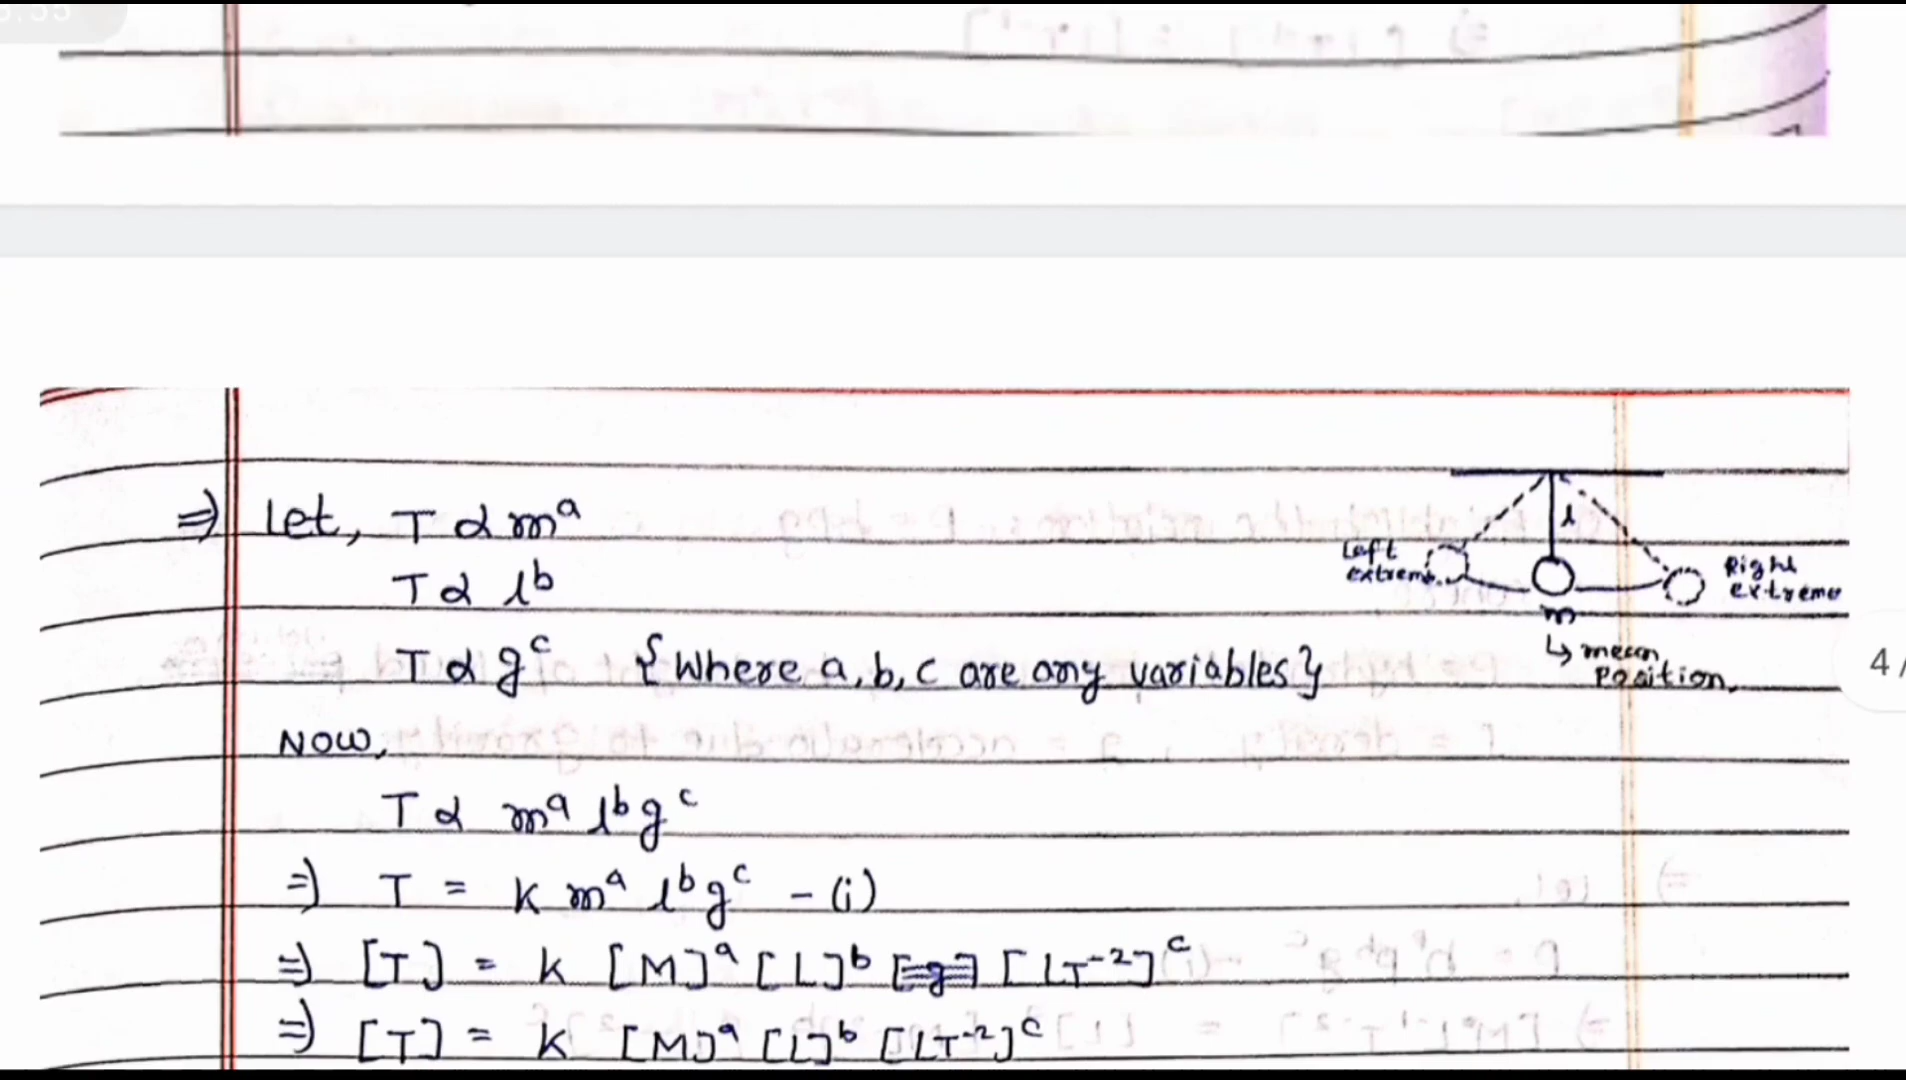 ⇒ Let, T α mᵃ
T α lᵇ
T α gᶜ {Where a, b, c are any variables}
Left extreme.
l
Right extreme
m
↳ mean Position.
4/
Now,
T α mᵃ lᵇ gᶜ
⇒ T = K mᵃ lᵇ gᶜ - (i)
⇒ [T] = K [M]ᵃ [L]ᵇ [LT⁻²]ᶜ
⇒ [T] = K [M]ᵃ [L]ᵇ [LT⁻²]ᶜ